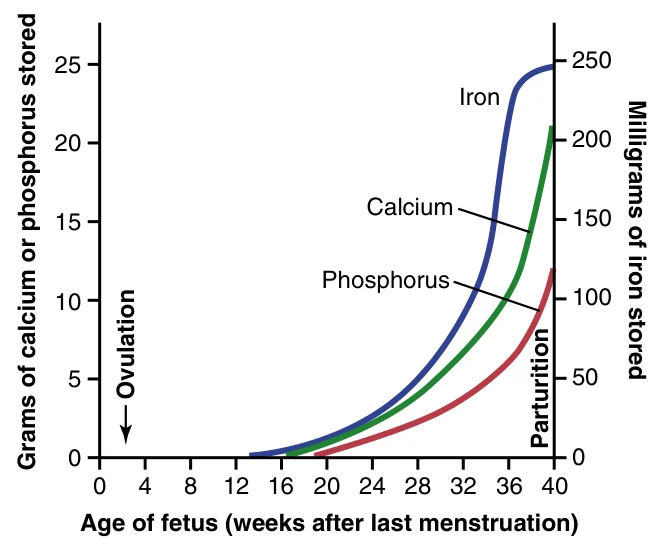 Grams of calcium or phosphorus stored
25
20
15
10
5
0
Ovulation
Iron
Calcium
Phosphorus
Parturition
250
200
150
100
50
0
Milligrams of iron stored
0 4 8 12 16 20 24 28 32 36 40
Age of fetus (weeks after last menstruation)